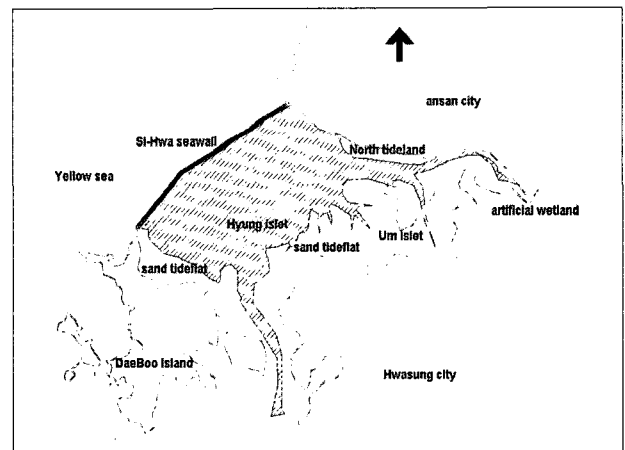 ansan city
Si-Hwa seawall
North tideland
Yellow sea
artificial wetland
Hyung islet
Um islet
sand tideflat
sand tideflat
DaeBoo island
Hwasung city